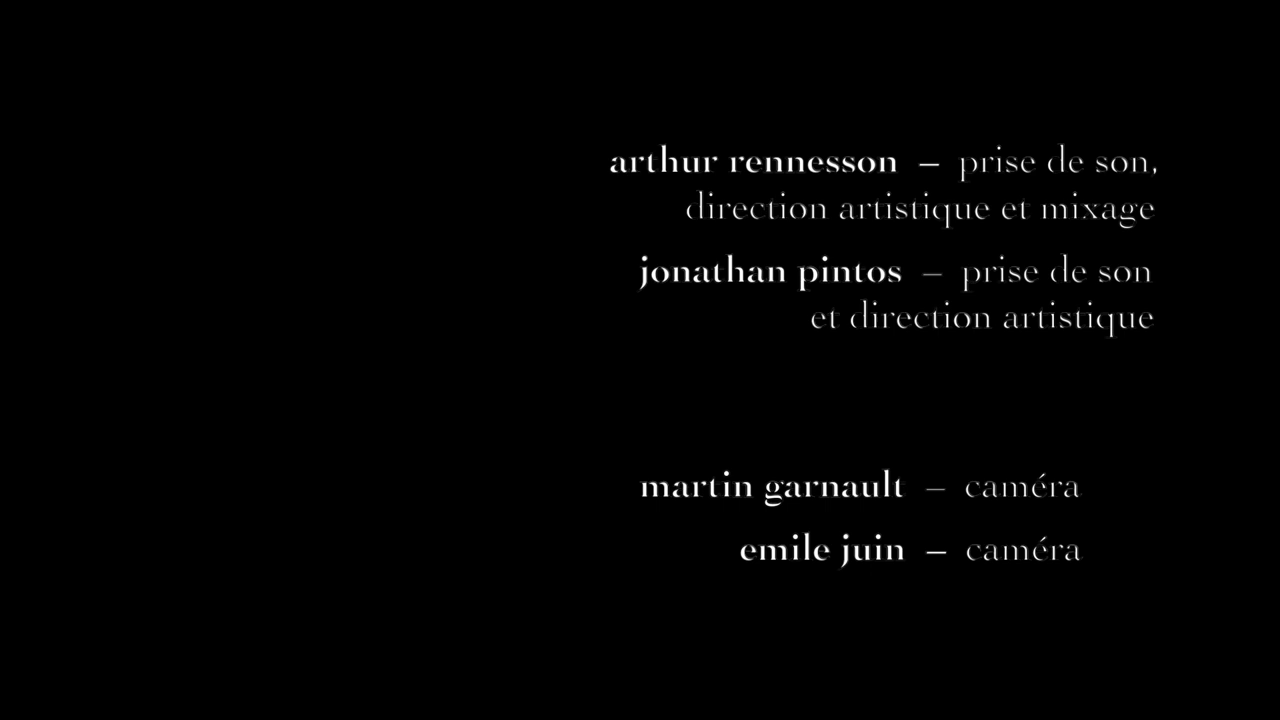 arthur rennesson – prise de son,
direction artistique et mixage
jonathan pintos – prise de son
et direction artistique
martin garnault – caméra
emile juin – caméra